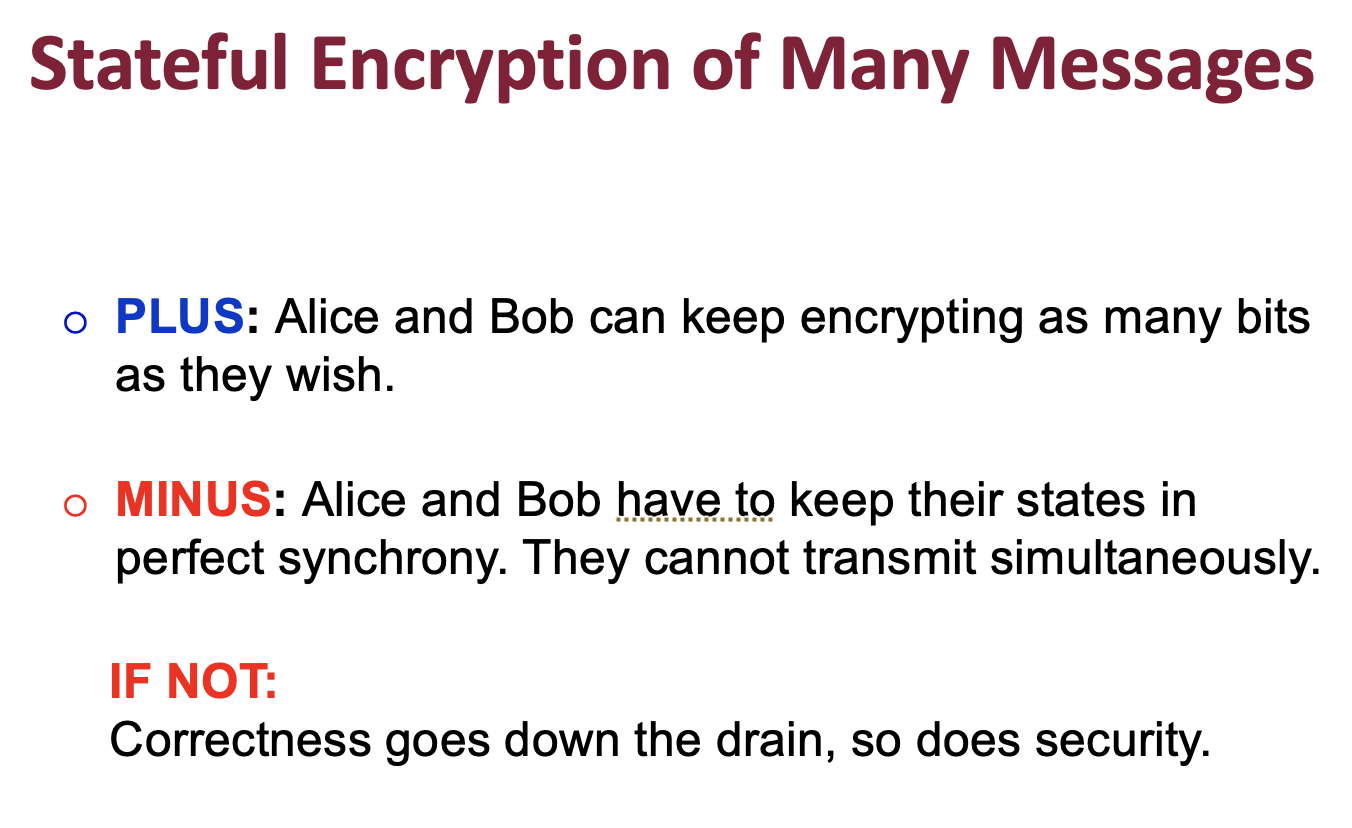 Stateful Encryption of Many Messages
○ PLUS: Alice and Bob can keep encrypting as many bits
as they wish.
○ MINUS: Alice and Bob have to keep their states in
perfect synchrony. They cannot transmit simultaneously.
IF NOT:
Correctness goes down the drain, so does security.